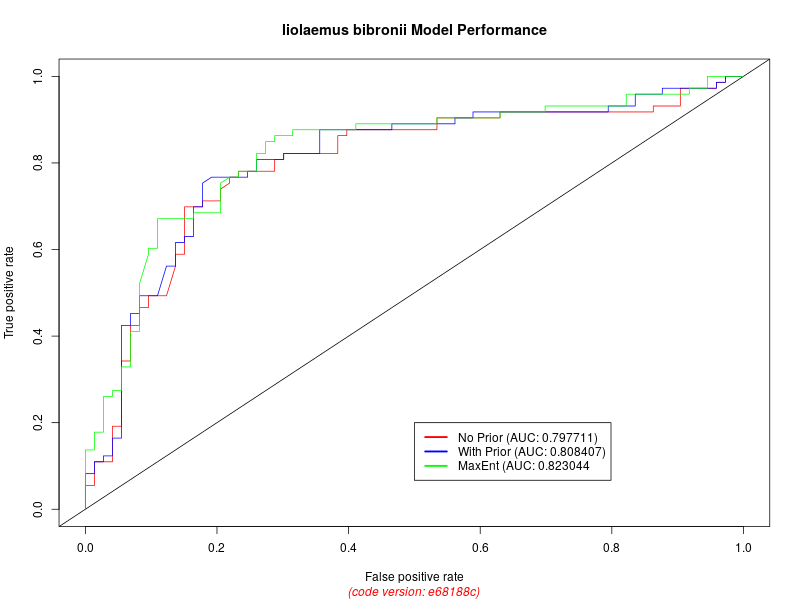 liolaemus bibronii Model Performance
1.0
0.8
0.6
0.4
0.2
0.0
True positive rate
No Prior (AUC: 0.797711)
With Prior (AUC: 0.808407)
MaxEnt (AUC: 0.823044
0.0 0.2 0.4 0.6 0.8 1.0
False positive rate
(code version: e68188c)